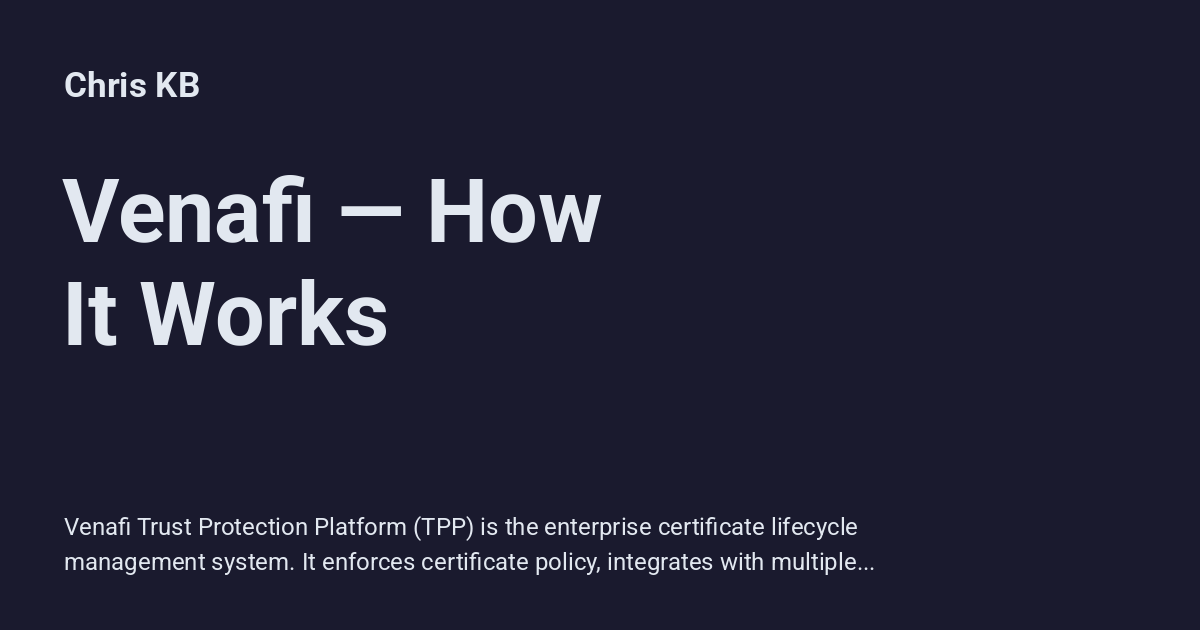 Chris KB
Venafi — How
It Works
Venafi Trust Protection Platform (TPP) is the enterprise certificate lifecycle
management system. It enforces certificate policy, integrates with multiple...